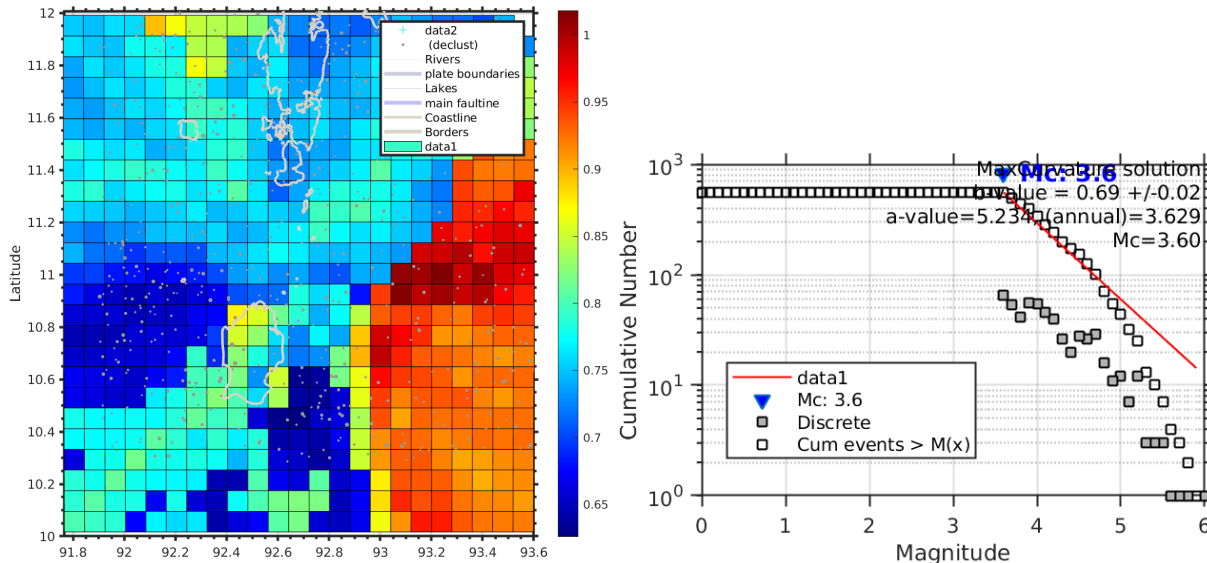 12
11.8
11.6
11.4
11.2
11
10.8
10.6
10.4
10.2
10
Latitude
91.8 92 92.2 92.4 92.6 92.8 93 93.2 93.4 93.6
data2
(declust)
Rivers
plate boundaries
Lakes
main faultine
Coastline
Borders
data1
1
0.95
0.9
0.85
0.8
0.75
0.7
0.65
10³
10²
10¹
10⁰
Cumulative Number
Mc: 3.6
MaxCurvature solution
b-value = 0.69 +/-0.02
a-value=5.234, (annual)=3.629
Mc=3.60
data1
Mc: 3.6
Discrete
Cum events > M(x)
0 1 2 3 4 5 6
Magnitude